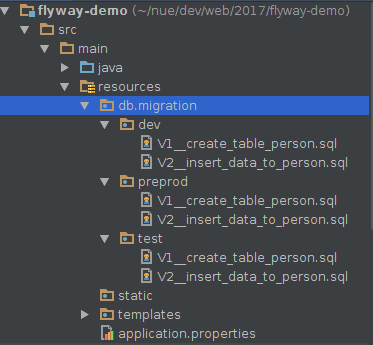 flyway-demo (~/nue/dev/web/2017/flyway-demo)
src
main
java
resources
db.migration
dev
V1__create_table_person.sql
V2__insert_data_to_person.sql
preprod
V1__create_table_person.sql
V2__insert_data_to_person.sql
test
V1__create_table_person.sql
V2__insert_data_to_person.sql
static
templates
application.properties